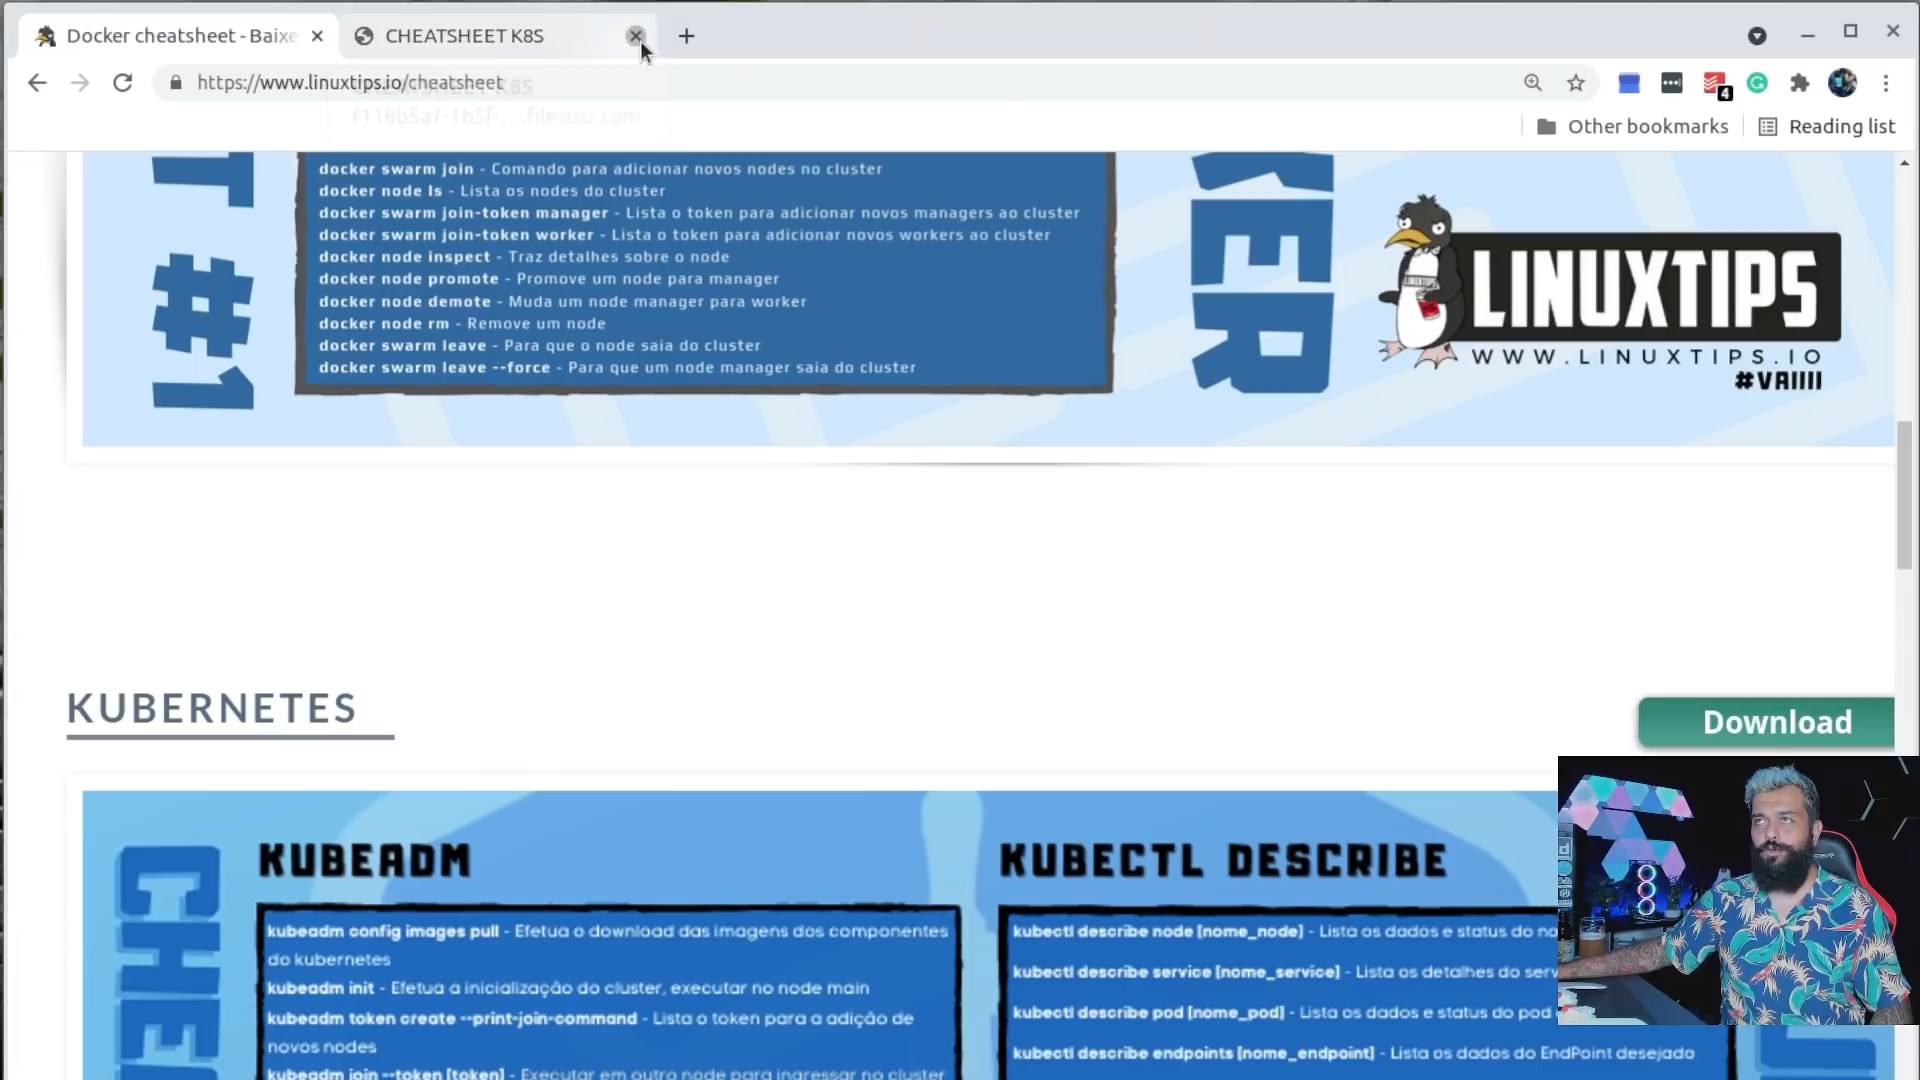 Docker cheatsheet - Baixe
CHEATSHEET K8S
https://www.linuxtips.io/cheatsheet
4
Other bookmarks
Reading list
T #1
docker swarm join - Comando para adicionar novos nodes no cluster
docker node ls - Lista os nodes do cluster
docker swarm join-token manager - Lista o token para adicionar novos managers ao cluster
docker swarm join-token worker - Lista o token para adicionar novos workers ao cluster
docker node inspect - Traz detalhes sobre o node
docker node promote - Promove um node para manager
docker node demote - Muda um node manager para worker
docker node rm - Remove um node
docker swarm leave - Para que o node saia do cluster
docker swarm leave --force - Para que um node manager saia do cluster
KER
LINUXTIPS
WWW.LINUXTIPS.IO
#VAIIII
KUBERNETES
Download
CHE
KUBEADM
kubeadm config images pull - Efetua o download das imagens dos componentes
do kubernetes
kubeadm init - Efetua a inicialização do cluster, executar no node main
kubeadm token create --print-join-command - Lista o token para a adição de
novos nodes
kubeadm join --token [token] - Executar em outro node para ingressar no cluster
KUBECTL DESCRIBE
kubectl describe node [nome_node] - Lista os dados e status do no
kubectl describe service [nome_service] - Lista os detalhes do serv
kubectl describe pod [nome_pod] - Lista os dados e status do pod
kubectl describe endpoints [nome_endpoint] - Lista os dados do EndPoint desejado